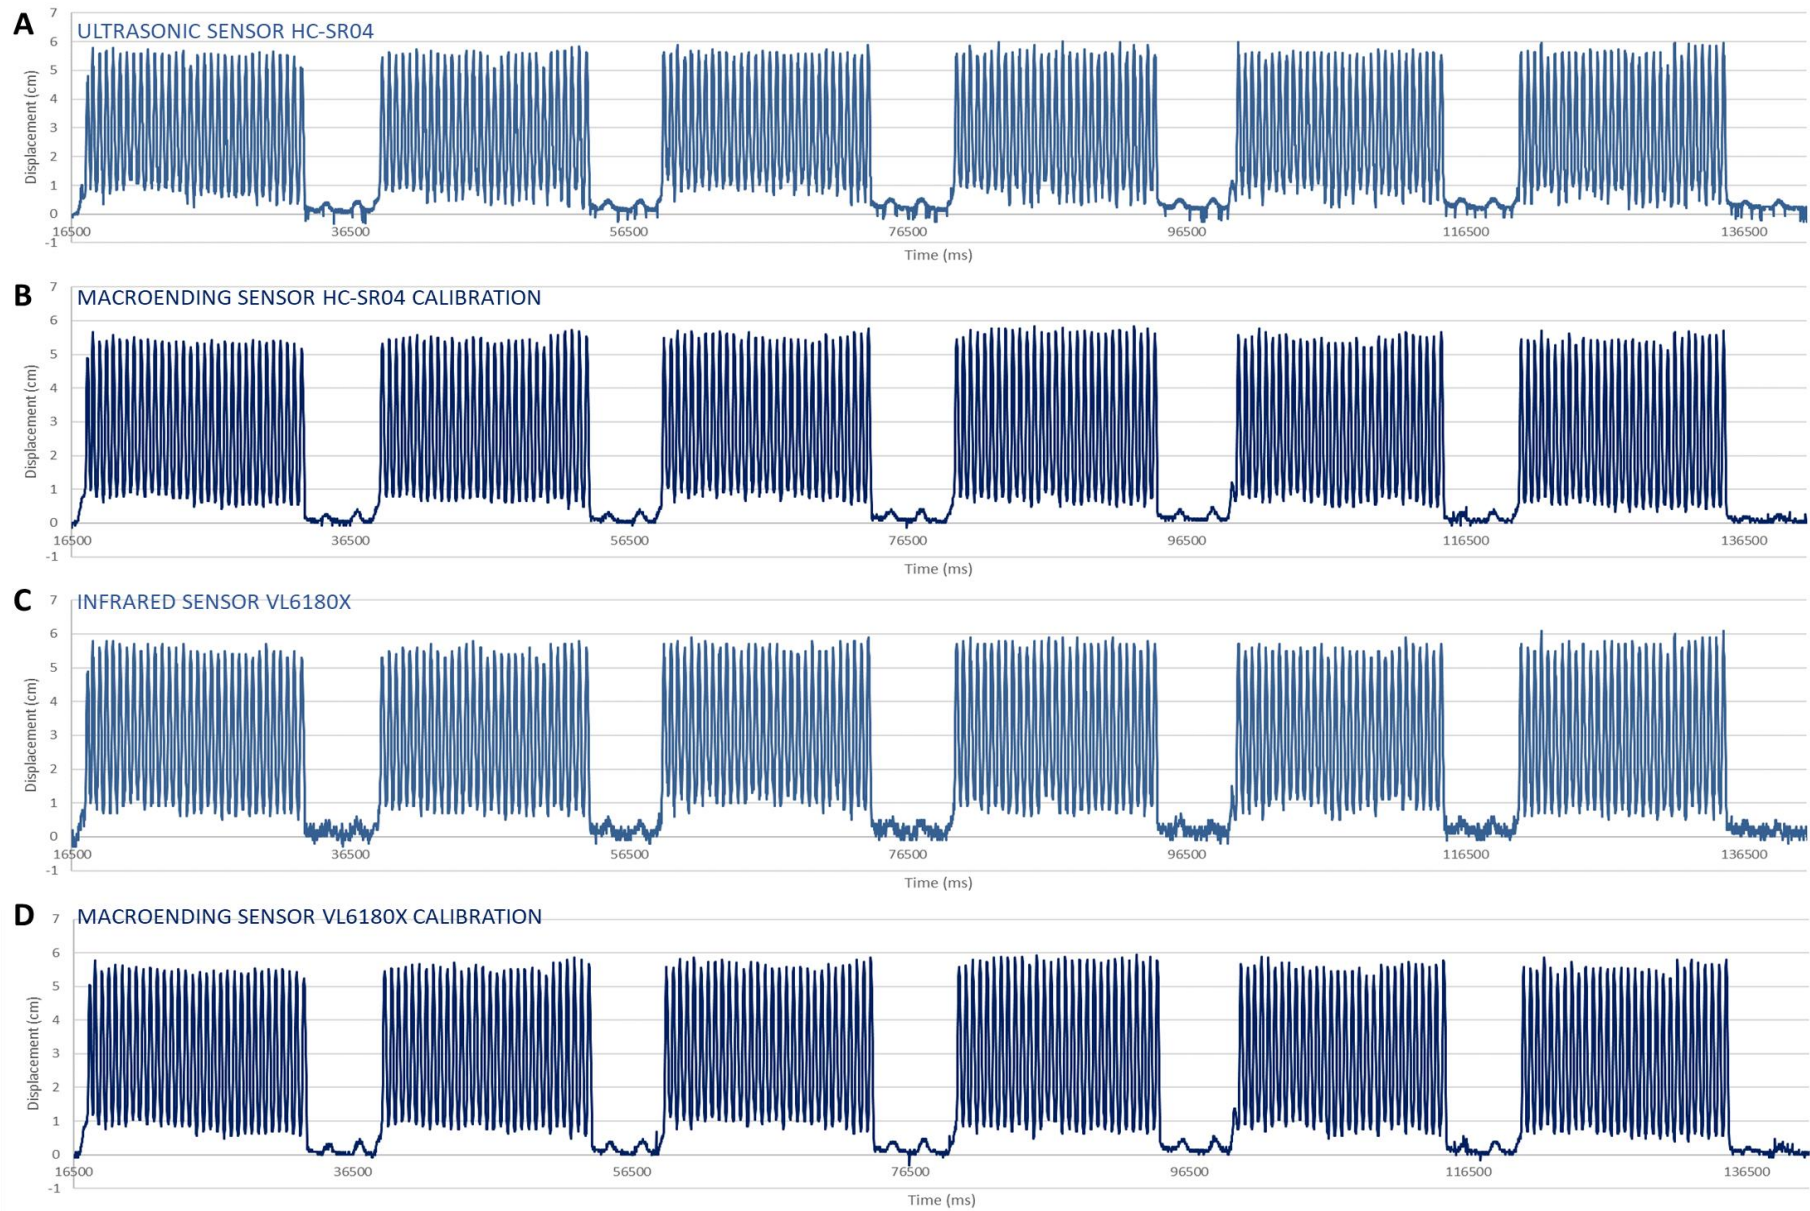 A
ULTRASONIC SENSOR HC-SR04
7
6
5
4
3
2
1
0
-1
Displacement (cm)
16500 36500 56500 76500 96500 116500 136500
Time (ms)
B
MACROENDING SENSOR HC-SR04 CALIBRATION
7
6
5
4
3
2
1
0
-1
Displacement (cm)
16500 36500 56500 76500 96500 116500 136500
Time (ms)
C
INFRARED SENSOR VL6180X
7
6
5
4
3
2
1
0
-1
Displacement (cm)
16500 36500 56500 76500 96500 116500 136500
Time (ms)
D
MACROENDING SENSOR VL6180X CALIBRATION
7
6
5
4
3
2
1
0
-1
Displacement (cm)
16500 36500 56500 76500 96500 116500 136500
Time (ms)